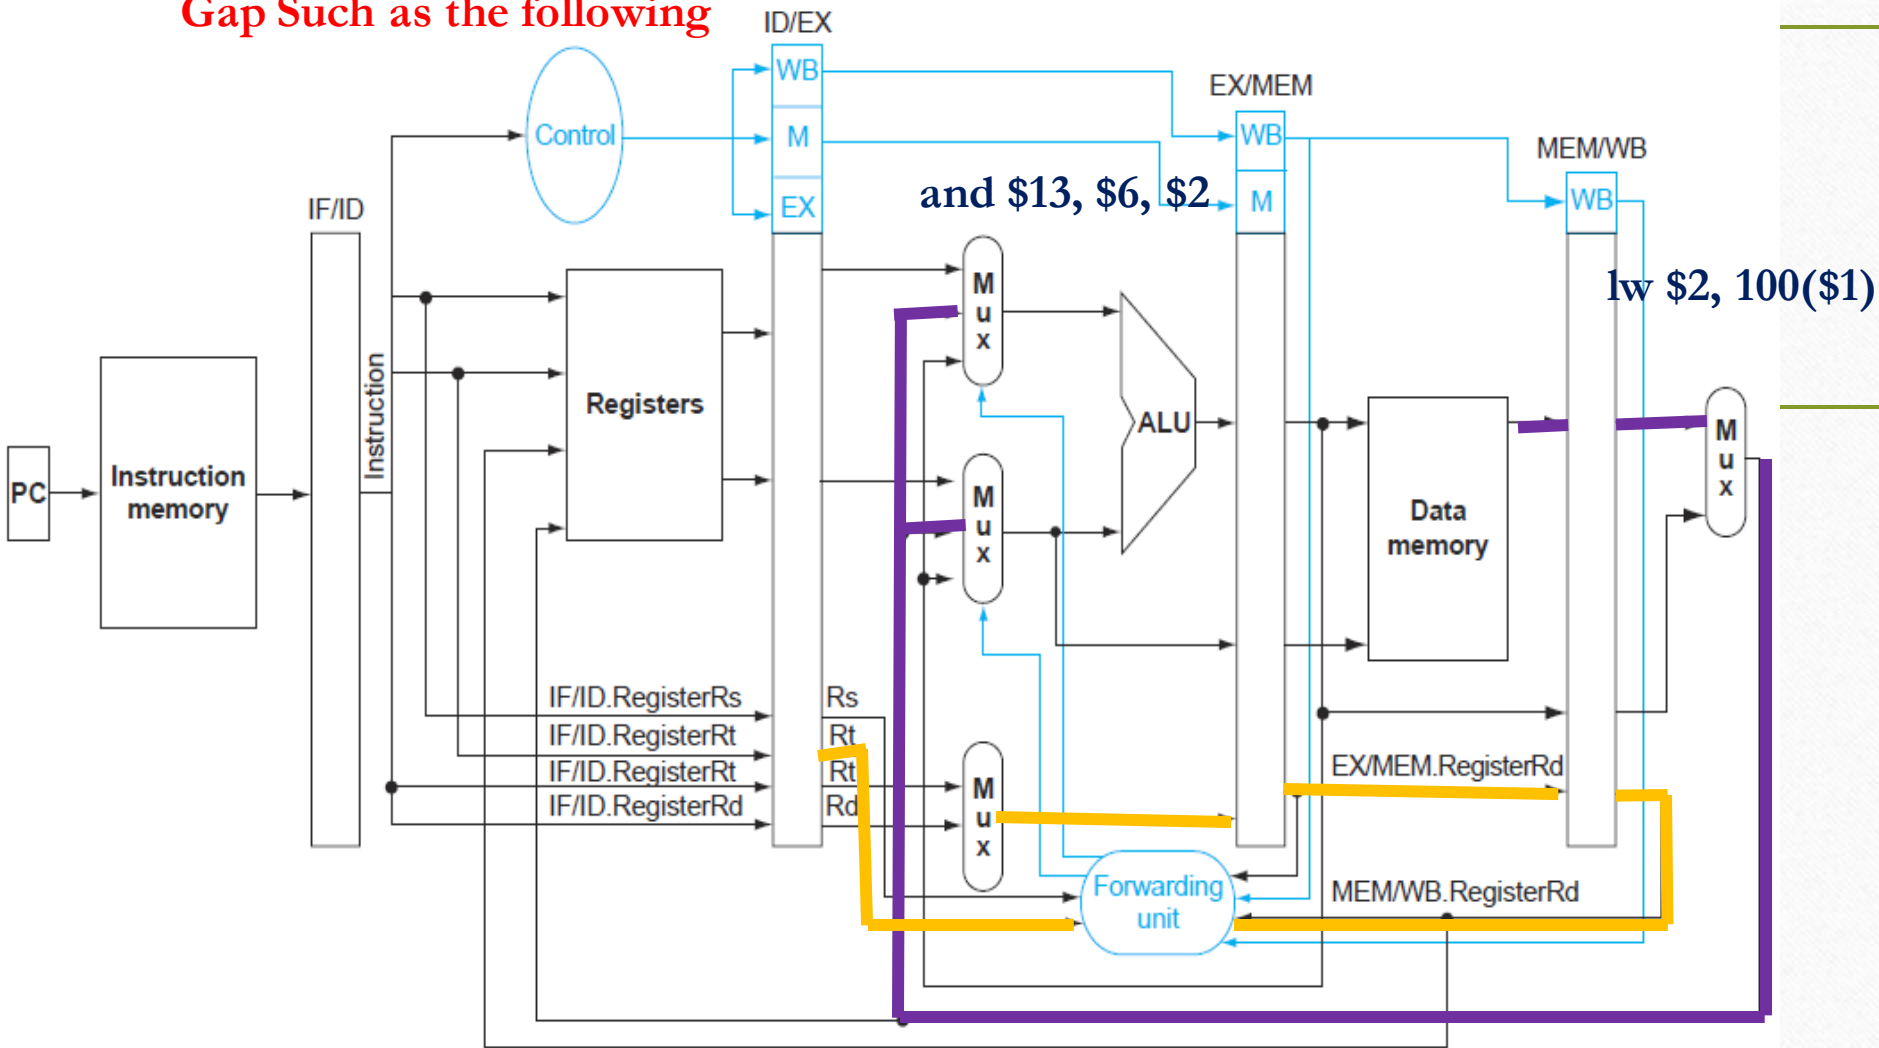 Gap Such as the following
ID/EX
WB
EX/MEM
Control
M
WB
MEM/WB
and $13, $6, $2
IF/ID
EX
M
WB
lw $2, 100($1)
M
u
x
Instruction
Registers
ALU
M
u
x
PC
Instruction
memory
M
u
x
Data
memory
IF/ID.RegisterRs
Rs
IF/ID.RegisterRt
Rt
IF/ID.RegisterRt
Rt
IF/ID.RegisterRd
Rd
M
u
x
EX/MEM.RegisterRd
Forwarding
unit
MEM/WB.RegisterRd